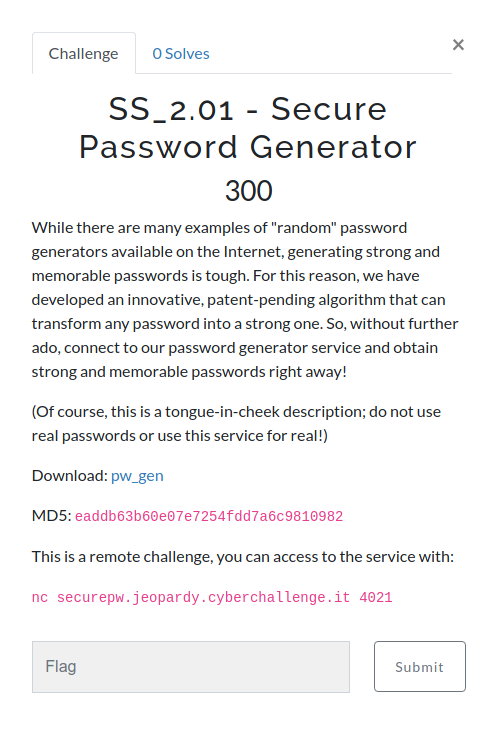 Challenge
0 Solves
×
SS_2.01 - Secure
Password Generator
300
While there are many examples of "random" password
generators available on the Internet, generating strong and
memorable passwords is tough. For this reason, we have
developed an innovative, patent-pending algorithm that can
transform any password into a strong one. So, without further
ado, connect to our password generator service and obtain
strong and memorable passwords right away!
(Of course, this is a tongue-in-cheek description; do not use
real passwords or use this service for real!)
Download: pw_gen
MD5: eaddb63b60e07e7254fdd7a6c9810982
This is a remote challenge, you can access to the service with:
nc securepw.jeopardy.cyberchallenge.it 4021
Flag
Submit